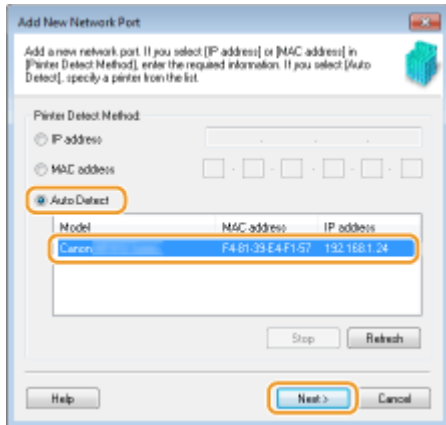 Add New Network Port
Add a new network port. If you select [IP address] or [MAC address] in
[Printer Detect Method], enter the required information. If you select [Auto
Detect], specify a printer from the list.
Printer Detect Method:
IP address
MAC address
Auto Detect
Model MAC address IP address
Canon F4-81-39-E4-F1-57 192.168.1.24
Stop Refresh
Help Next > Cancel